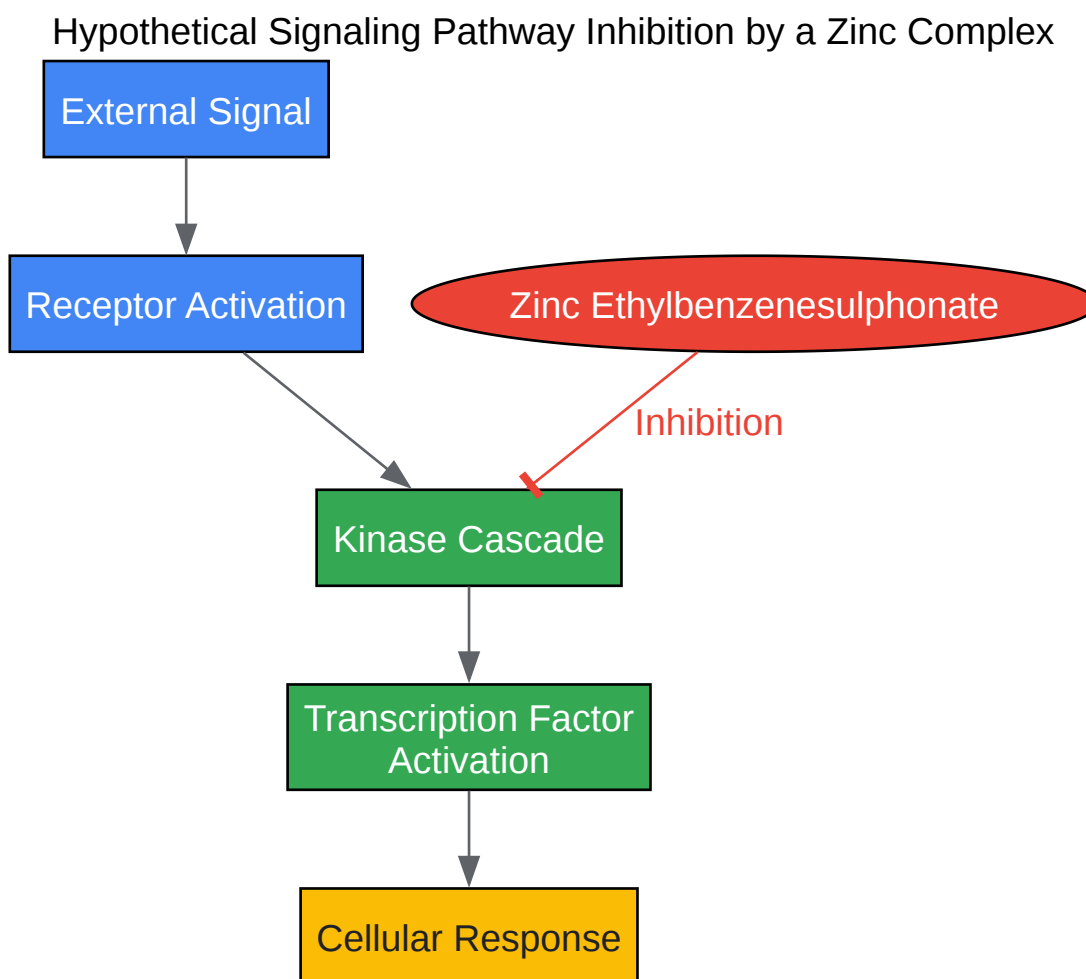 Hypothetical Signaling Pathway Inhibition by a Zinc Complex
External Signal
Receptor Activation
Zinc Ethylbenzenesulphonate
Inhibition
Kinase Cascade
Transcription Factor
Activation
Cellular Response